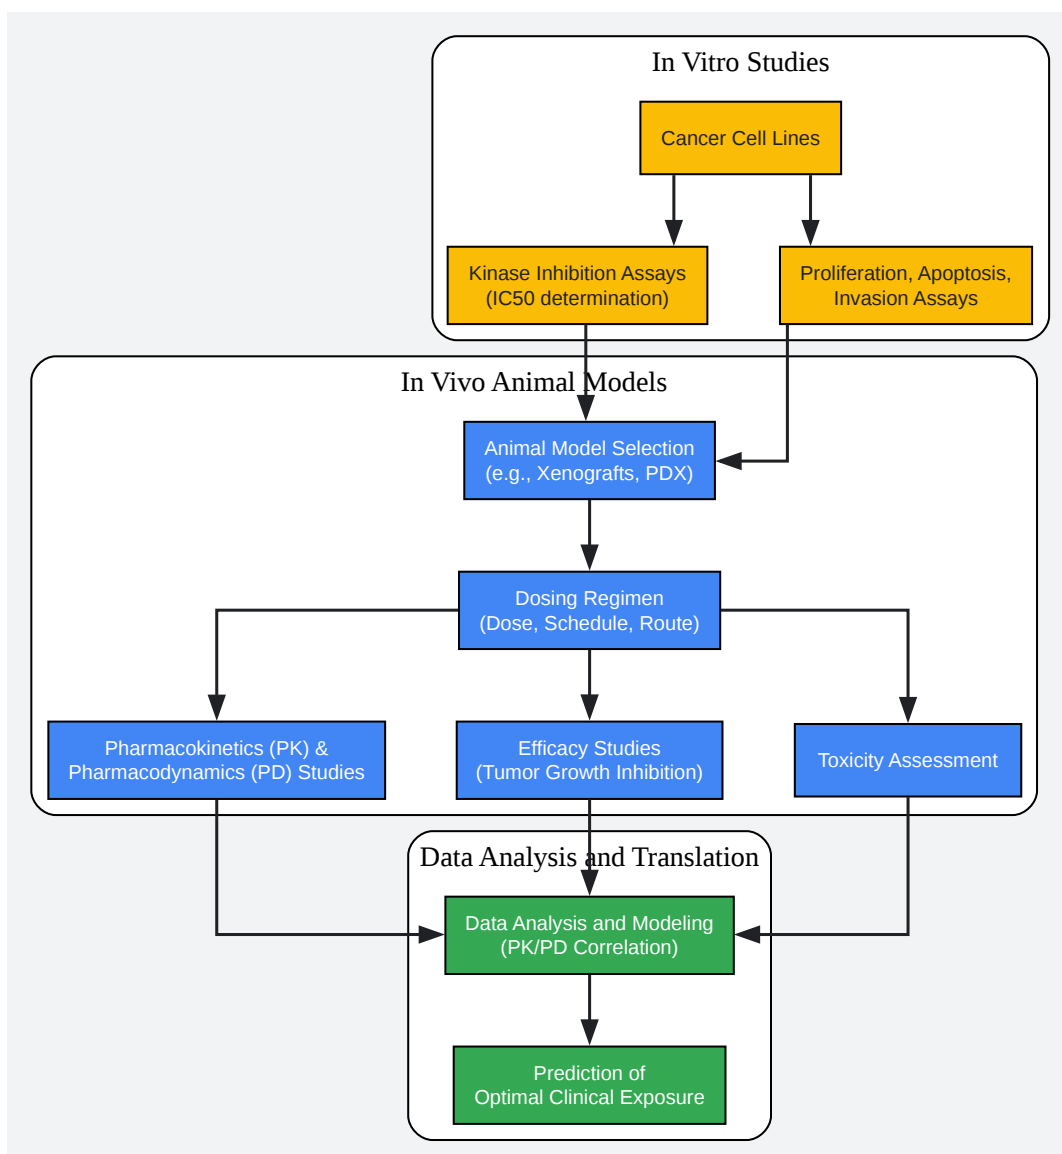 In Vitro Studies
Cancer Cell Lines
Kinase Inhibition Assays
(IC50 determination)
Proliferation, Apoptosis,
Invasion Assays
In Vivo Animal Models
Animal Model Selection
(e.g., Xenografts, PDX)
Dosing Regimen
(Dose, Schedule, Route)
Pharmacokinetics (PK) &
Pharmacodynamics (PD) Studies
Efficacy Studies
(Tumor Growth Inhibition)
Toxicity Assessment
Data Analysis and Translation
Data Analysis and Modeling
(PK/PD Correlation)
Prediction of
Optimal Clinical Exposure